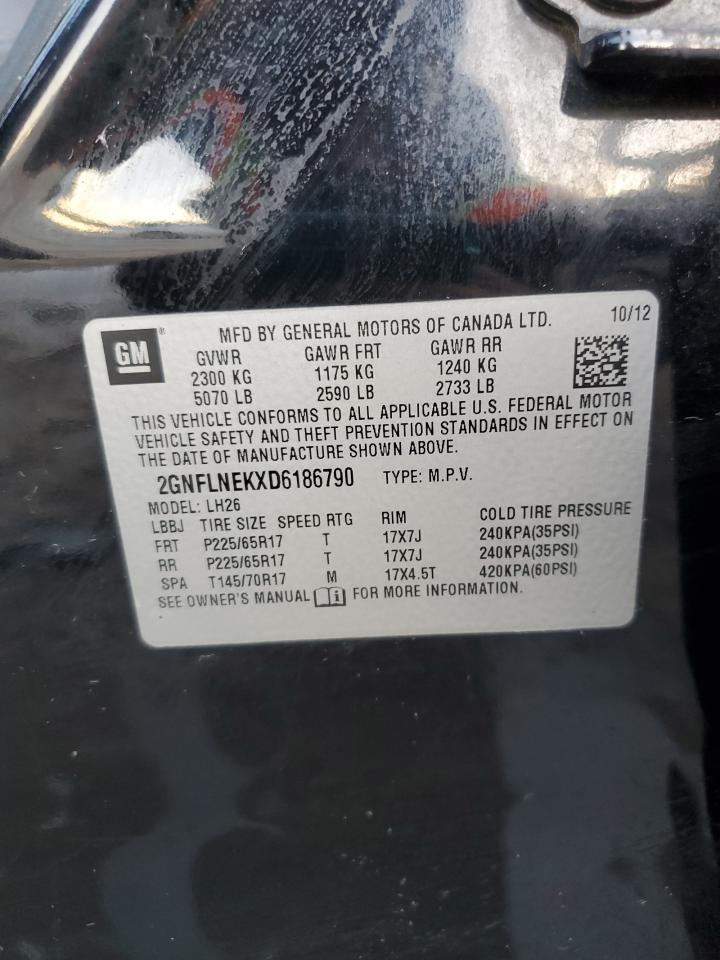 GM ®
MFD BY GENERAL MOTORS OF CANADA LTD. 10/12
GVWR GAWR FRT GAWR RR
2300 KG 1175 KG 1240 KG
5070 LB 2590 LB 2733 LB
THIS VEHICLE CONFORMS TO ALL APPLICABLE U.S. FEDERAL MOTOR
VEHICLE SAFETY AND THEFT PREVENTION STANDARDS IN EFFECT ON
THE DATE OF MANUFACTURE SHOWN ABOVE.
2GNFLNEKXD6186790 TYPE: M.P.V.
MODEL: LH26
LBBJ TIRE SIZE SPEED RTG RIM COLD TIRE PRESSURE
FRT P225/65R17 T 17X7J 240KPA(35PSI)
RR P225/65R17 T 17X7J 240KPA(35PSI)
SPA T145/70R17 M 17X4.5T 420KPA(60PSI)
SEE OWNER'S MANUAL i FOR MORE INFORMATION.